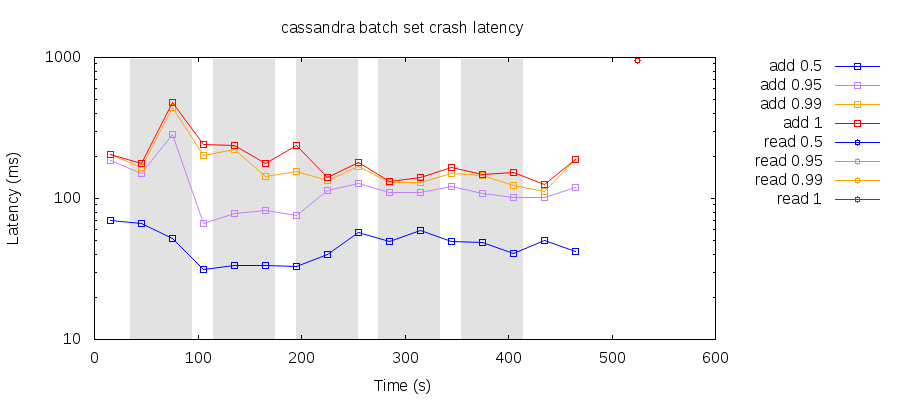 cassandra batch set crash latency
1000
100
10
Latency (ms)
0 100 200 300 400 500 600
Time (s)
add 0.5
add 0.95
add 0.99
add 1
read 0.5
read 0.95
read 0.99
read 1